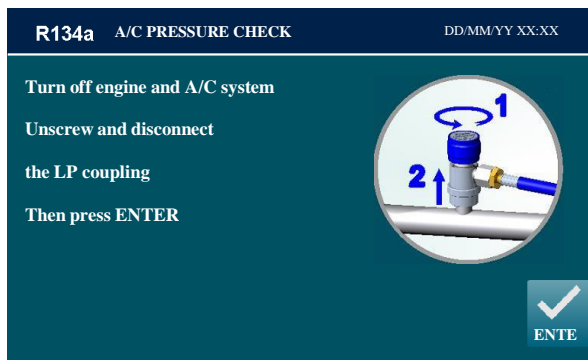 R134a A/C PRESSURE CHECK DD/MM/YY XX:XX
Turn off engine and A/C system
Unscrew and disconnect
the LP coupling
Then press ENTER
1
2
ENTE